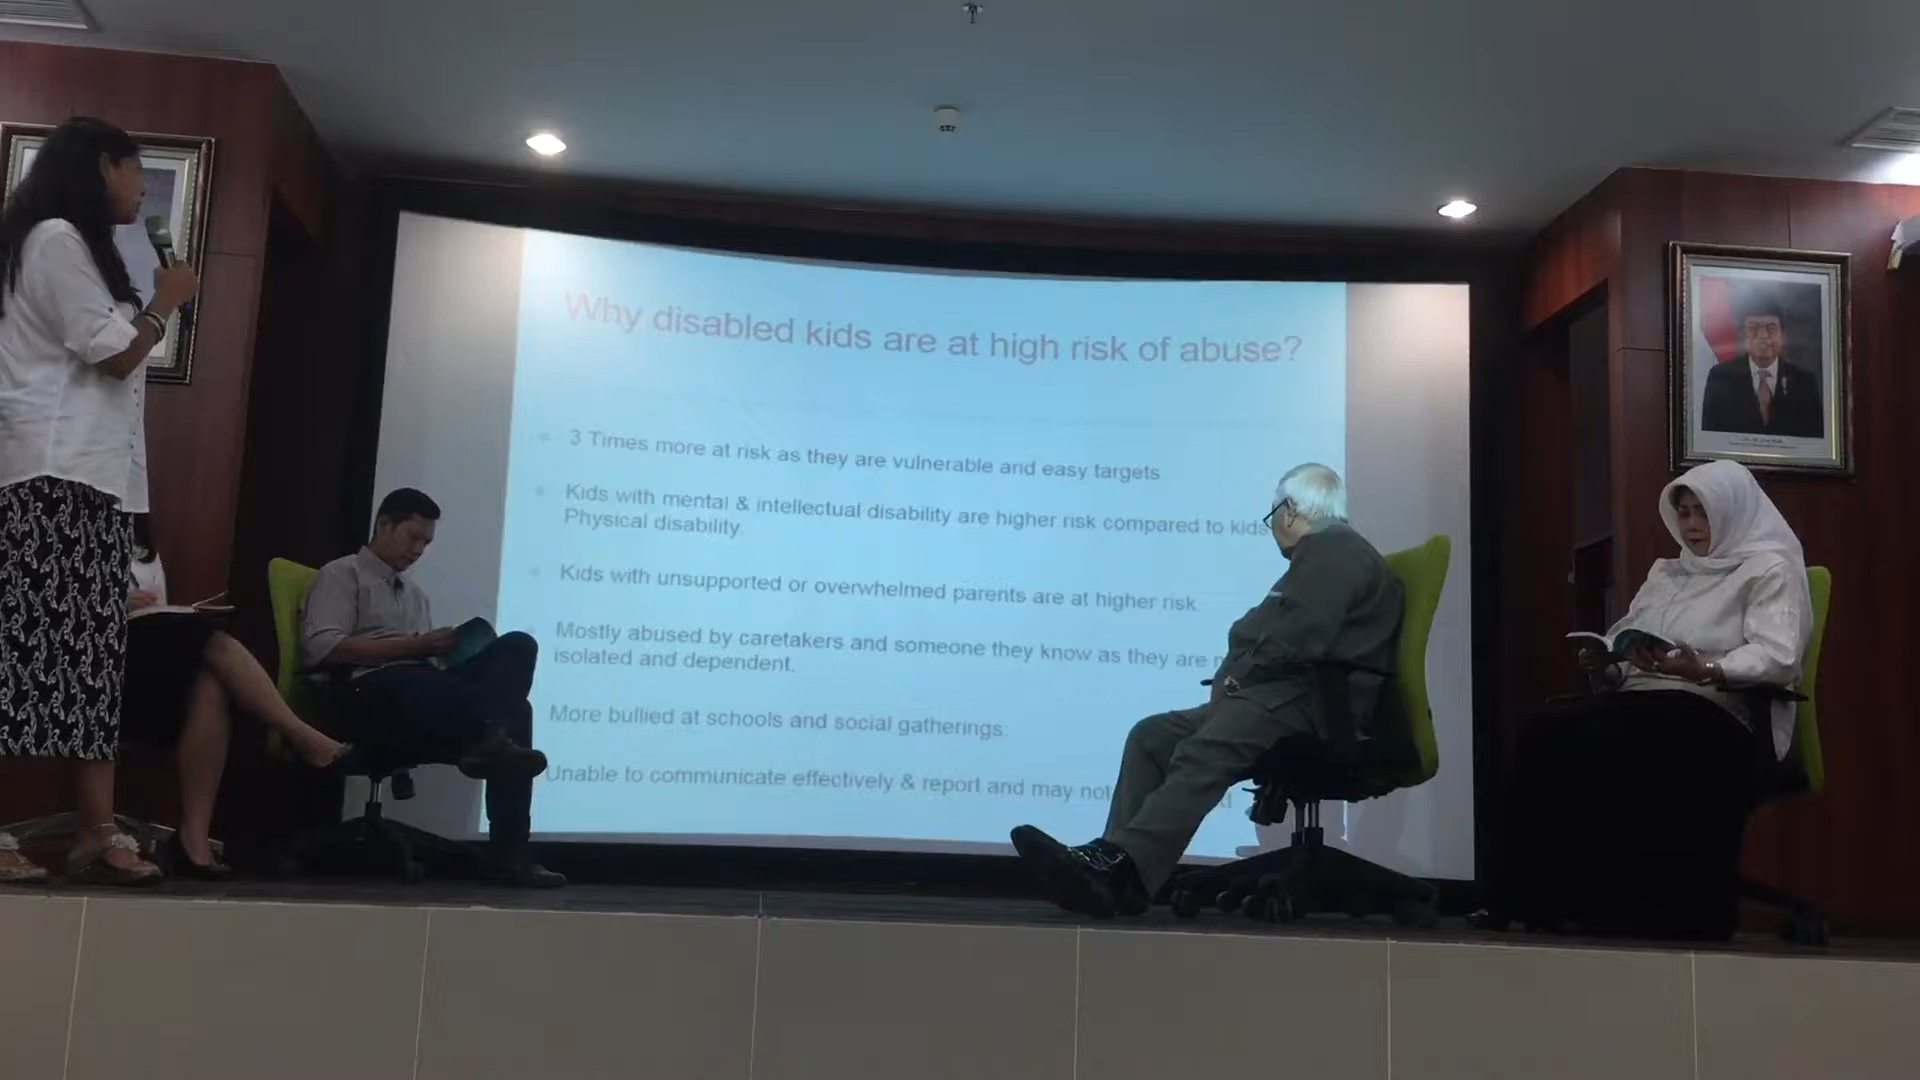 Why disabled kids are at high risk of abuse?
3 Times more at risk as they are vulnerable and easy targets
Kids with mental & intellectual disability are higher risk compared to kids
Physical disability.
Kids with unsupported or overwhelmed parents are at higher risk.
Mostly abused by caretakers and someone they know as they are
isolated and dependent.
More bullied at schools and social gatherings.
Unable to communicate effectively & report and may not